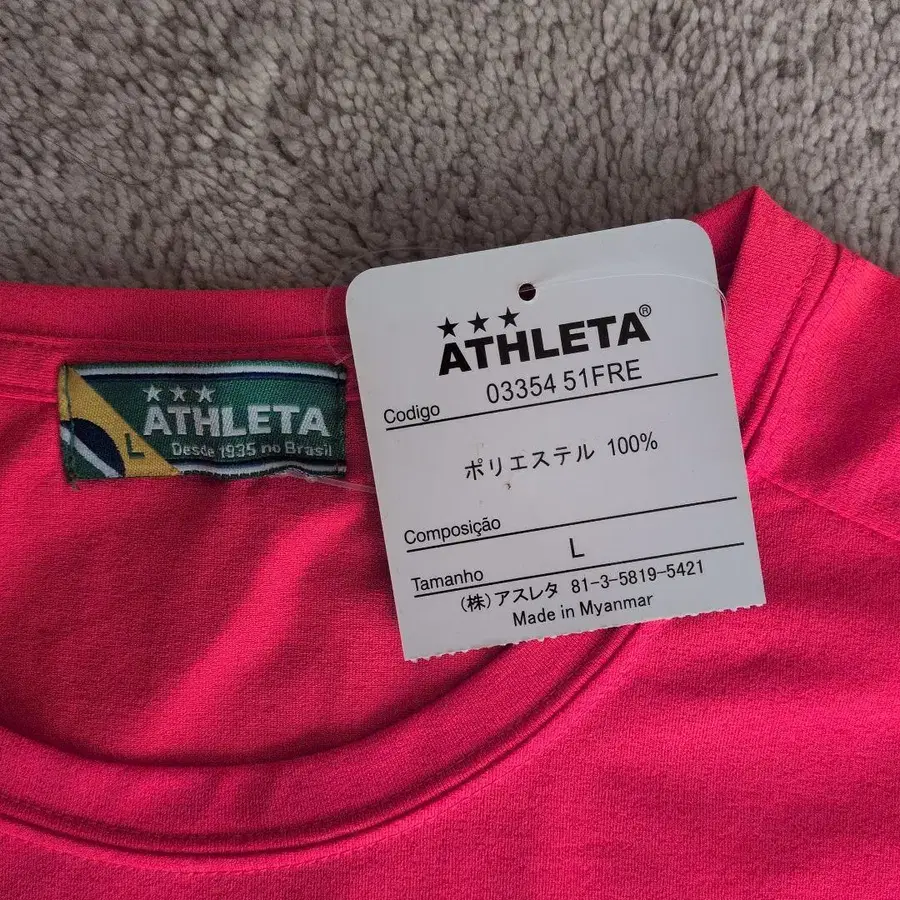 ★★★
ATHLETA
L
Desde 1935 no Brasil
★★★
ATHLETA®
Codigo 03354 51FRE
ポリエステル 100%
Composição
Tamanho L
(株)アスレタ 81-3-5819-5421
Made in Myanmar